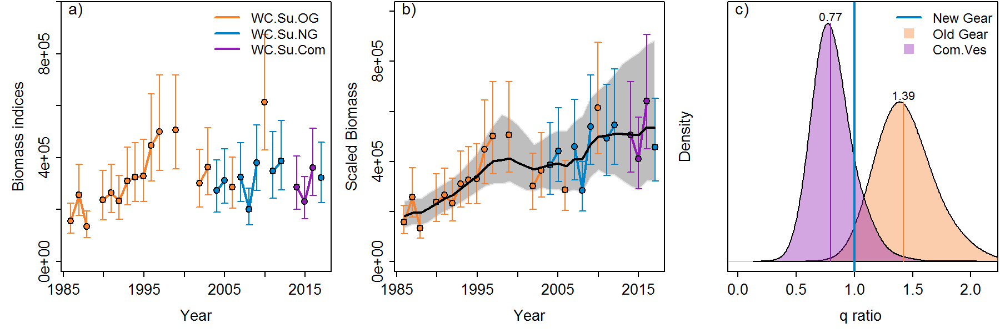 a)
WC.Su.OG
WC.Su.NG
WC.Su.Com
Biomass indices
0e+00 4e+05 8e+05
1985 1995 2005 2015
Year
b)
Scaled Biomass
0e+00 4e+05 8e+05
1985 1995 2005 2015
Year
c)
New Gear
Old Gear
Com.Ves
0.77
1.39
Density
0.0 0.5 1.0 1.5 2.0
q ratio